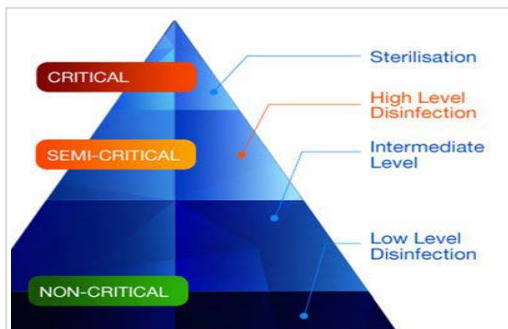 CRITICAL
SEMI-CRITICAL
NON-CRITICAL
Sterilisation
High Level
Disinfection
Intermediate
Level
Low Level
Disinfection